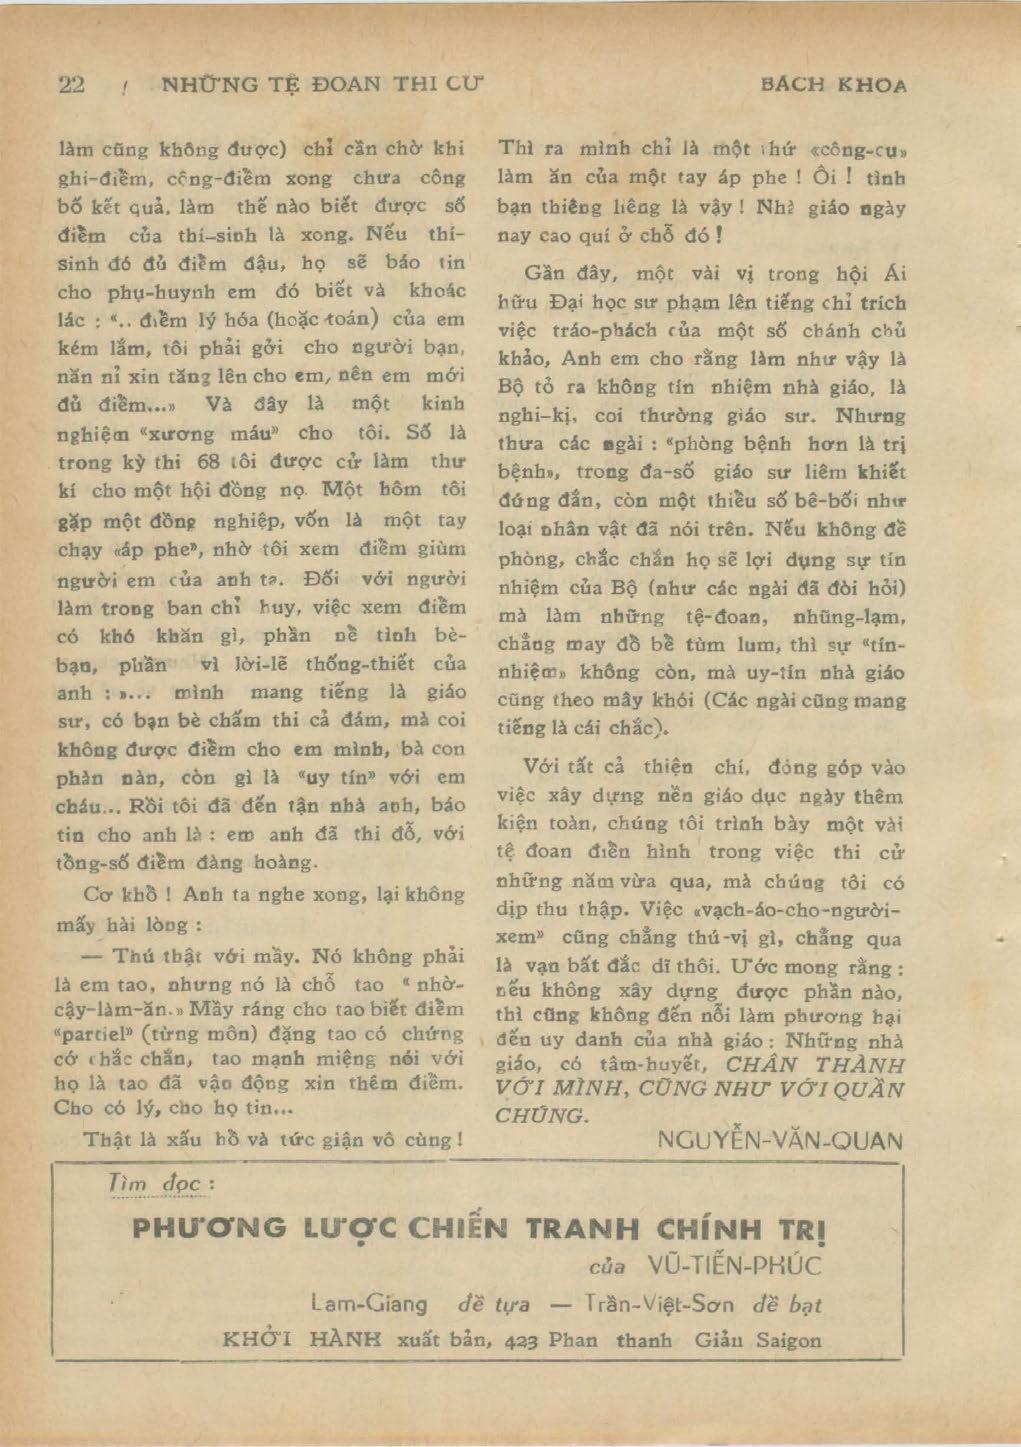 22 / NHỮNG TỆ ĐOAN THI CỬ BÁCH KHOA
làm cũng không được) chỉ cần chờ khi
ghi-điểm, cộng-điểm xong chưa công
bố kết quả. làm thế nào biết được số
điểm của thí-sinh là xong. Nếu thí-
sinh đó đủ điểm đậu, họ sẽ báo tin
cho phụ-huynh em đó biết và khoác
lác : «.. điểm lý hóa (hoặc toán) của em
kém lắm, tôi phải gởi cho người bạn,
năn nỉ xin tăng lên cho em, nên em mới
đủ điểm...» Và đây là một kinh
nghiệm “xương máu” cho tôi. Số là
trong kỳ thi 68 tôi được cử làm thư
kí cho một hội đồng nọ. Một hôm tôi
gặp một đồng nghiệp, vốn là một tay
chạy «áp phe”, nhờ tôi xem điểm giùm
người em của anh ta. Đối với người
làm trong ban chỉ huy, việc xem điểm
có khó khăn gì, phần nề tình bè-
bạn, phần vì lời-lẽ thống-thiết của
anh : »... mình mang tiếng là giáo
sư, có bạn bè chấm thi cả đám, mà coi
không được điểm cho em mình, bà con
phàn nàn, còn gì là “uy tín” với em
cháu... Rồi tôi đã đến tận nhà anh, báo
tin cho anh là : em anh đã thi đỗ, với
tổng-số điểm đàng hoàng.
Cơ khổ ! Anh ta nghe xong, lại không
mấy hài lòng :
— Thú thật với mầy. Nó không phải
là em tao, nhưng nó là chỗ tao “ nhờ-
cậy-làm-ăn.» Mầy ráng cho tao biết điểm
“partiel” (từng môn) đặng tao có chứng
cớ chắc chắn, tao mạnh miệng nói với
họ là tao đã vận động xin thêm điểm.
Cho có lý, cho họ tin...
Thật là xấu hổ và tức giận vô cùng !
Thì ra mình chỉ là một thứ «công-cụ»
làm ăn của một tay áp phe ! Ôi ! tình
bạn thiêng liêng là vậy ! Nhà giáo ngày
nay cao quí ở chỗ đó !
Gần đây, một vài vị trong hội Ái
hữu Đại học sư phạm lên tiếng chỉ trích
việc tráo-phách của một số chánh chủ
khảo, Anh em cho rằng làm như vậy là
Bộ tỏ ra không tín nhiệm nhà giáo, là
nghi-kị, coi thường giáo sư. Nhưng
thưa các ngài : “phòng bệnh hơn là trị
bệnh», trong đa-số giáo sư liêm khiết
đứng đắn, còn một thiểu số bê-bối như
loại nhân vật đã nói trên. Nếu không đề
phòng, chắc chắn họ sẽ lợi dụng sự tín
nhiệm của Bộ (như các ngài đã đòi hỏi)
mà làm những tệ-đoan, nhũng-lạm,
chẳng may đổ bể tùm lum, thì sự “tín-
nhiệm» không còn, mà uy-tín nhà giáo
cũng theo mây khói (Các ngài cũng mang
tiếng là cái chắc).
Với tất cả thiện chí, đóng góp vào
việc xây dựng nền giáo dục ngày thêm
kiện toàn, chúng tôi trình bày một vài
tệ đoan điển hình trong việc thi cử
những năm vừa qua, mà chúng tôi có
dịp thu thập. Việc «vạch-áo-cho-người-
xem” cũng chẳng thú-vị gì, chẳng qua
là vạn bất đắc dĩ thôi. Ước mong rằng :
nếu không xây dựng được phần nào,
thì cũng không đến nỗi làm phương hại
đến uy danh của nhà giáo : Những nhà
giáo, có tâm-huyết, CHÂN THÀNH
VỚI MÌNH, CŨNG NHƯ VỚI QUẦN
CHÚNG.
NGUYỄN-VĂN-QUAN
Tìm đọc :
PHƯƠNG LƯỢC CHIẾN TRANH CHÍNH TRỊ
của VŨ-TIẾN-PHÚC
Lam-Giang đề tựa — Trần-Việt-Sơn đề bạt
KHỞI HÀNH xuất bản, 423 Phan thanh Giản Saigon